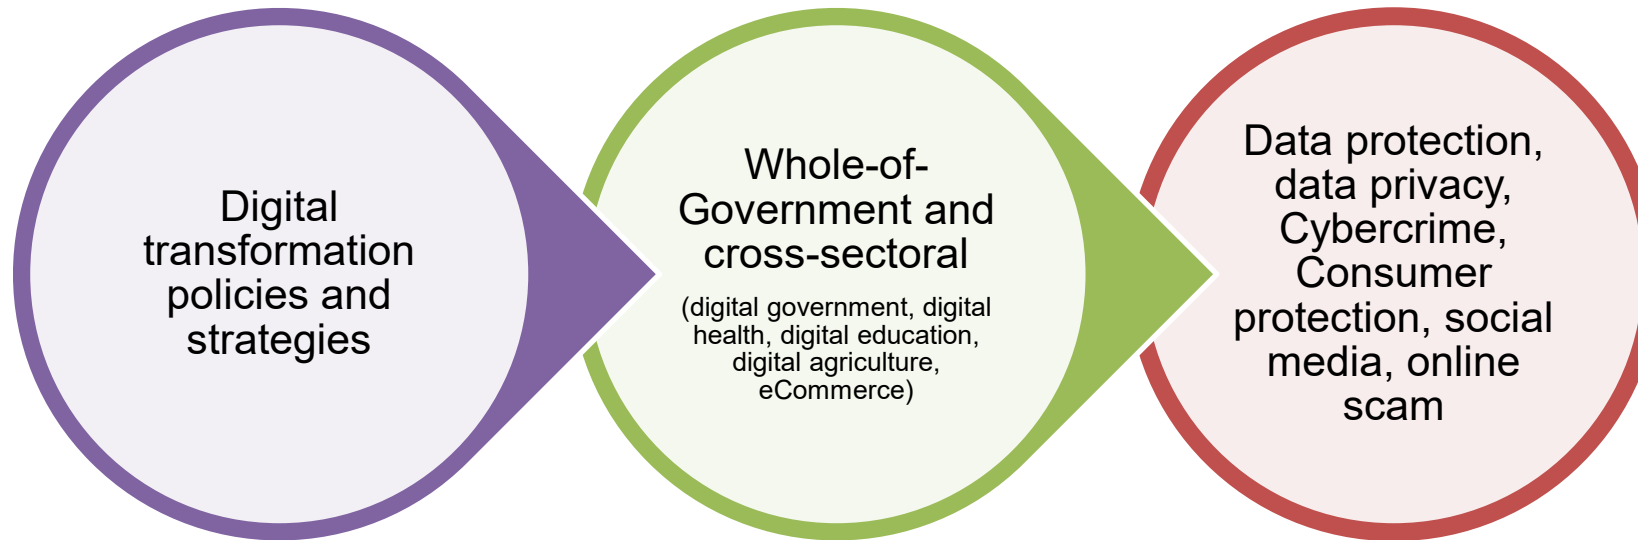 Digital
transformation
policies and
strategies
Whole-of-
Government and
cross-sectoral
(digital government, digital
health, digital education,
digital agriculture,
eCommerce)
Data protection,
data privacy,
Cybercrime,
Consumer
protection, social
media, online
scam